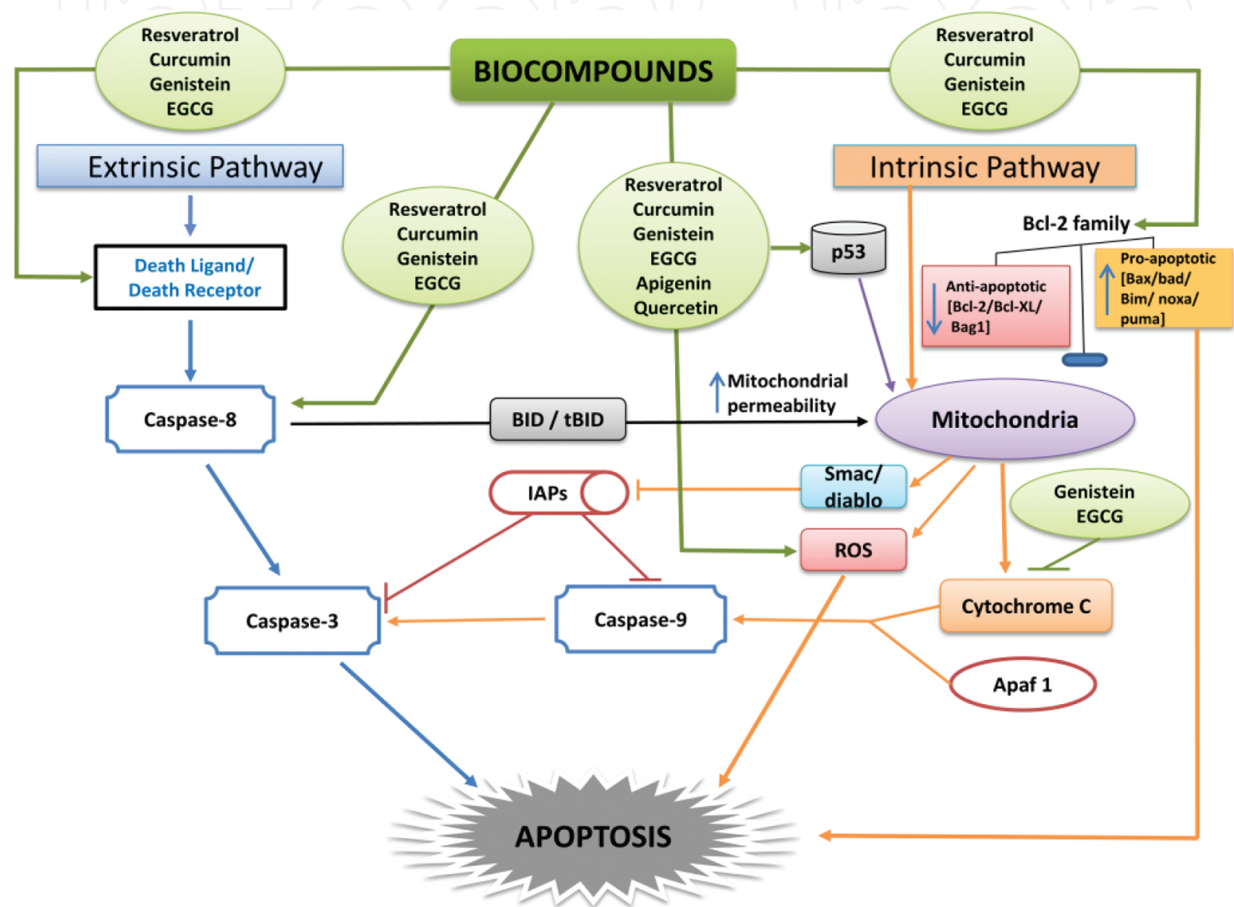 Resveratrol
Curcumin
Genistein
EGCG
BIOCOMPOUNDS
Resveratrol
Curcumin
Genistein
EGCG
Extrinsic Pathway
Intrinsic Pathway
Resveratrol
Curcumin
Genistein
EGCG
Resveratrol
Curcumin
Genistein
EGCG
Apigenin
Quercetin
p53
Bcl-2 family
Death Ligand/
Death Receptor
Anti-apoptotic
[Bcl-2/Bcl-XL/
Bag1]
Pro-apoptotic
[Bax/bad/
Bim/ noxa/
puma]
Caspase-8
BID / tBID
Mitochondrial
permeability
Mitochondria
IAPs
Smac/
diablo
Genistein
EGCG
ROS
Caspase-3
Caspase-9
Cytochrome C
Apaf 1
APOPTOSIS